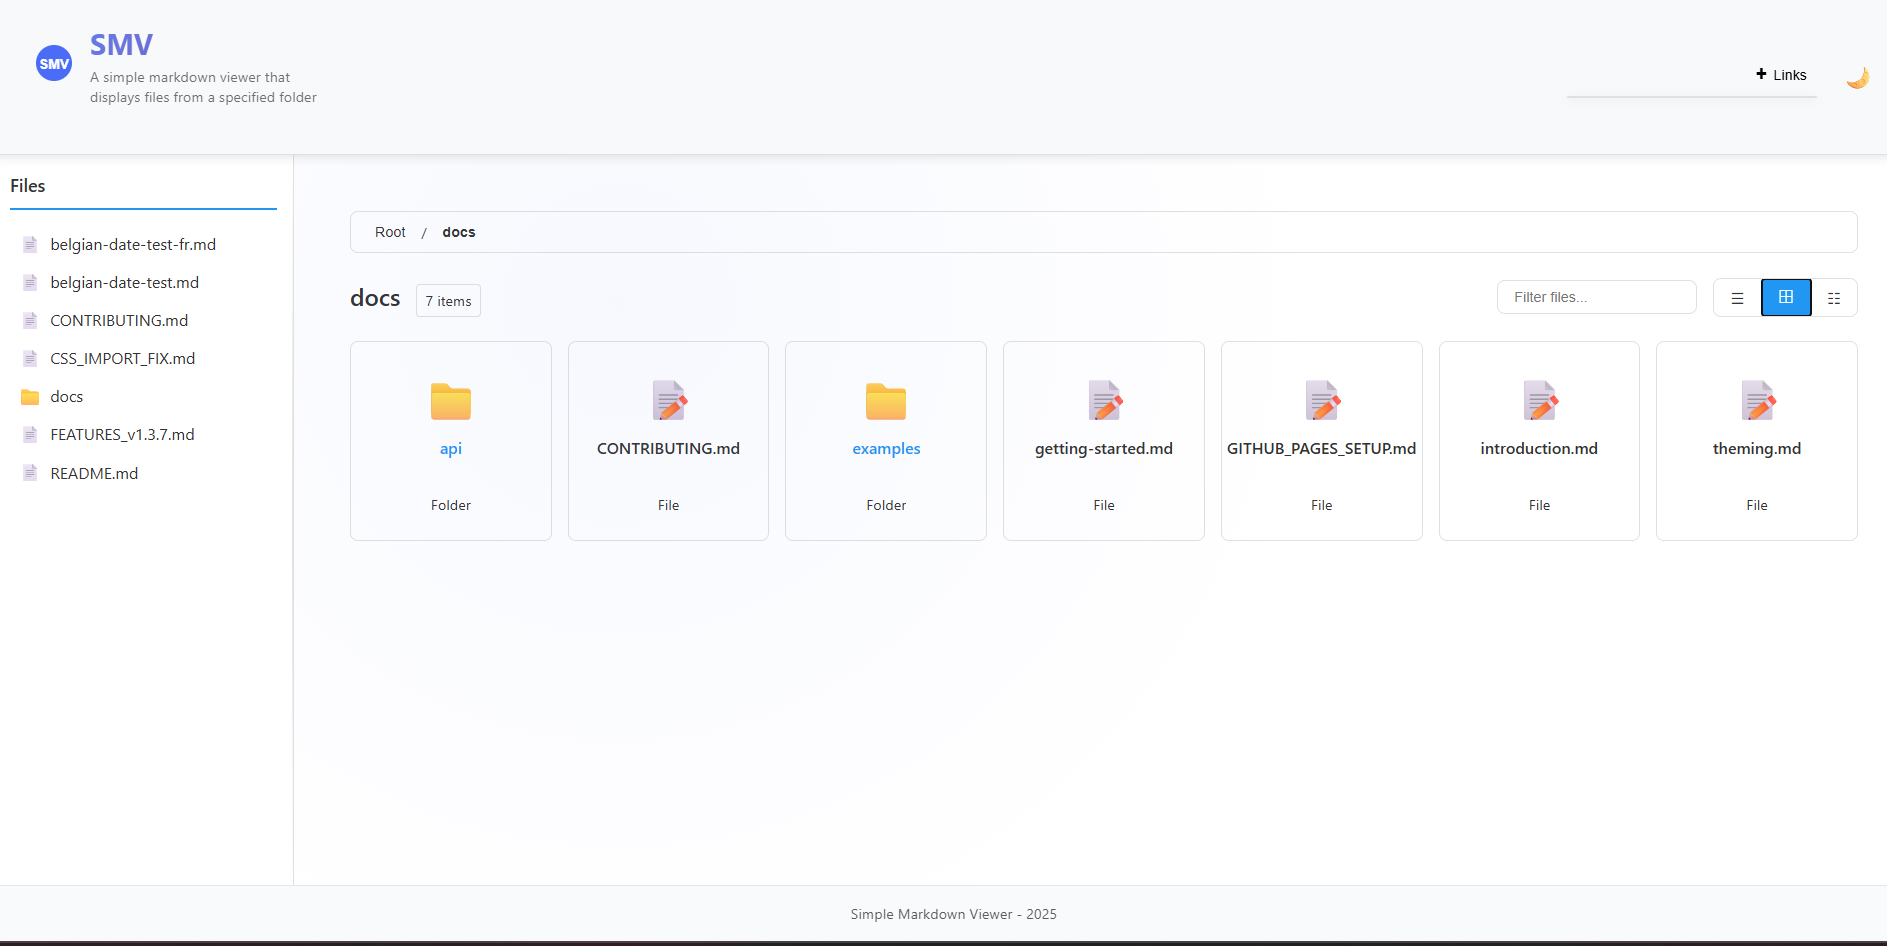 SMV
SMV
A simple markdown viewer that
displays files from a specified folder
+ Links
Files
belgian-date-test-fr.md
belgian-date-test.md
CONTRIBUTING.md
CSS_IMPORT_FIX.md
docs
FEATURES_v1.3.7.md
README.md
Root / docs
docs 7 items
Filter files...
api
Folder
CONTRIBUTING.md
File
examples
Folder
getting-started.md
File
GITHUB_PAGES_SETUP.md
File
introduction.md
File
theming.md
File
Simple Markdown Viewer - 2025